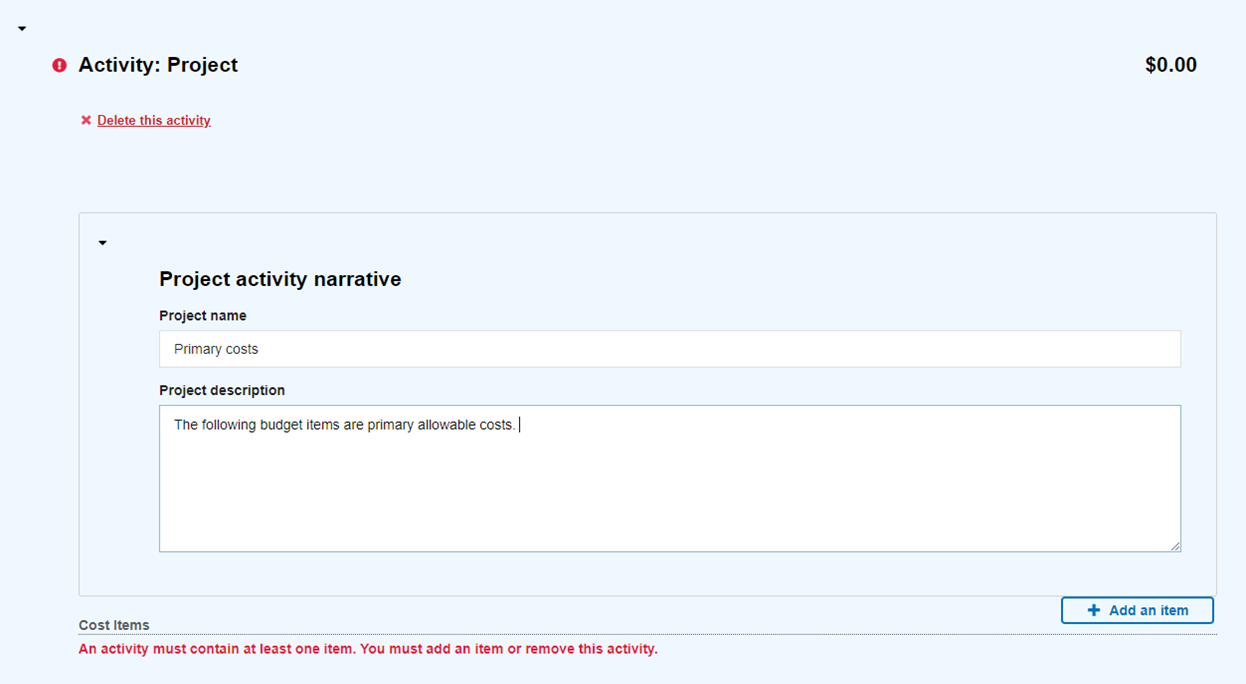 Activity: Project
$0.00
Delete this activity
Project activity narrative
Project name
Primary costs
Project description
The following budget items are primary allowable costs.
Add an item
Cost Items
An activity must contain at least one item. You must add an item or remove this activity.